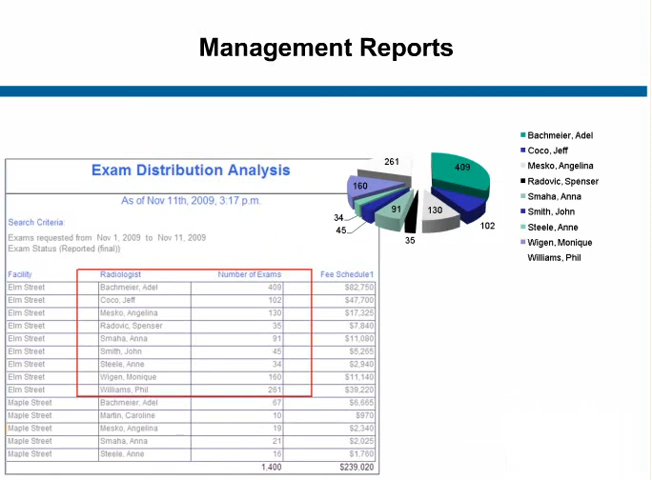 Management Reports
Exam Distribution Analysis
As of Nov 11th, 2009, 3:17 p.m.
Search Criteria:
Exams requested from Nov 1, 2009 to Nov 11, 2009
Exam Status (Reported (final))
Facility Radiologist Number of Exams Fee Schedule1
Elm Street Bachmeier, Adel 409 $82,750
Elm Street Coco, Jeff 102 $47,700
Elm Street Mesko, Angelina 130 $17,325
Elm Street Radovic, Spenser 35 $7,840
Elm Street Smaha, Anna 91 $11,080
Elm Street Smith, John 45 $5,265
Elm Street Steele, Anne 34 $2,940
Elm Street Wigen, Monique 160 $11,140
Elm Street Williams, Phil 261 $39,220
Maple Street Bachmeier, Adel 67 $6,665
Maple Street Martin, Caroline 10 $970
Maple Street Mesko, Angelina 19 $2,340
Maple Street Smaha, Anna 21 $2,025
Maple Street Steele, Anne 16 $1,760
1,400 $239,020
261
409
160
34
91
130
45
102
35
Bachmeier, Adel
Coco, Jeff
Mesko, Angelina
Radovic, Spenser
Smaha, Anna
Smith, John
Steele, Anne
Wigen, Monique
Williams, Phil